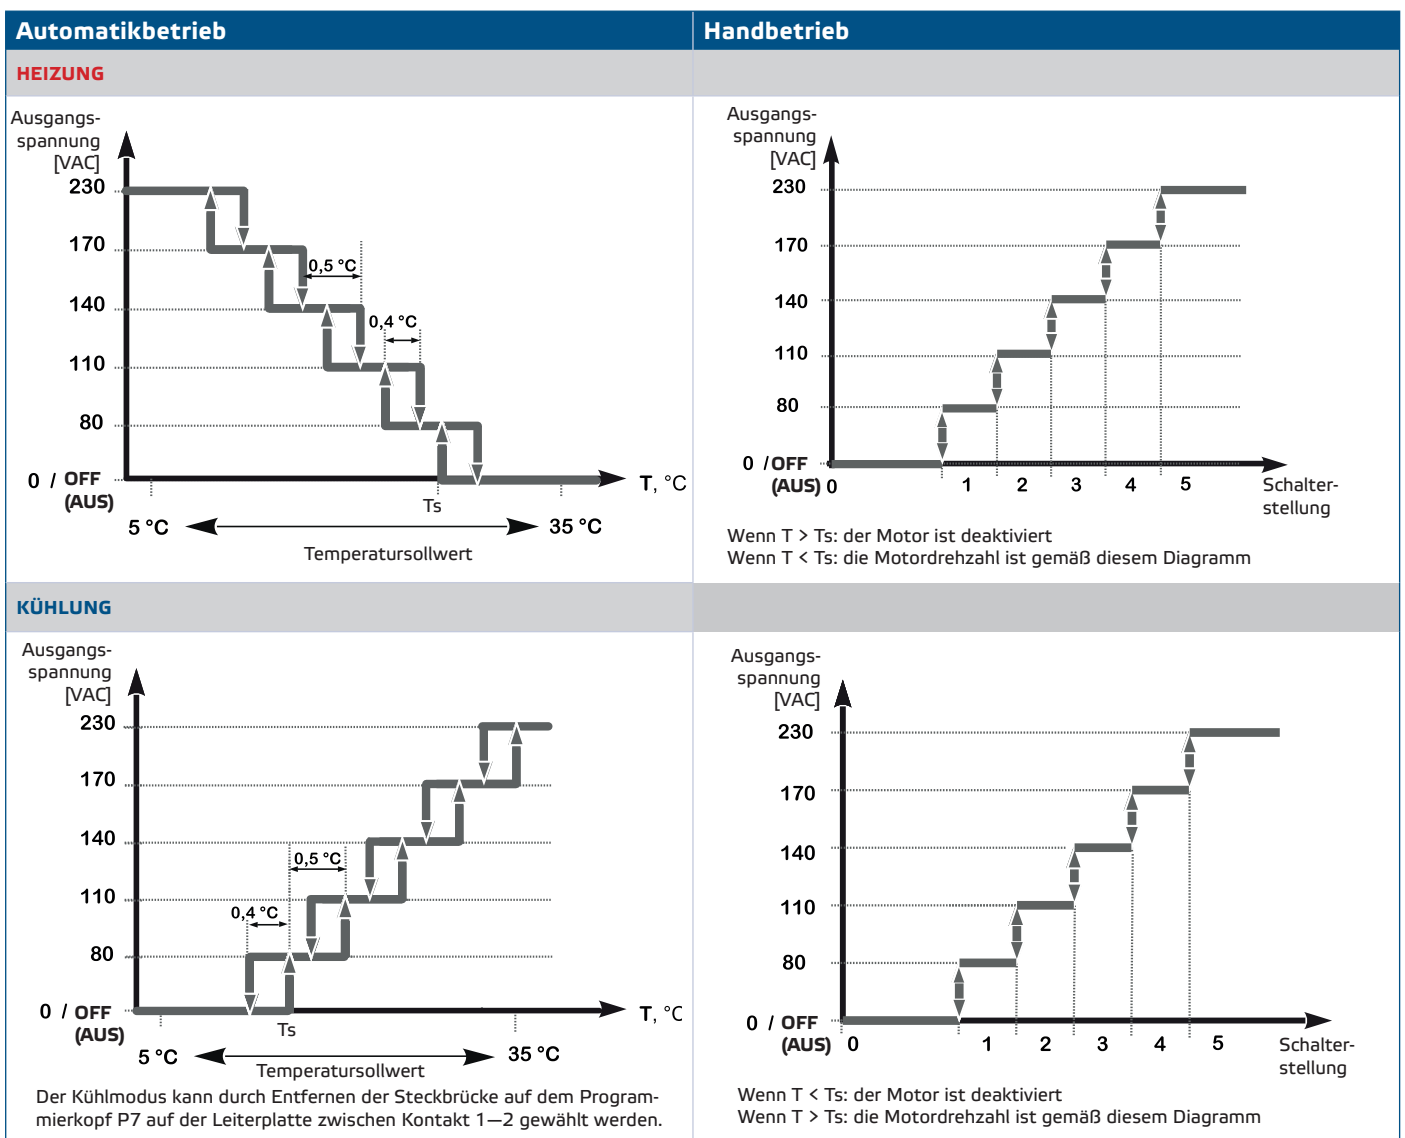 Automatikbetrieb
Handbetrieb
HEIZUNG
Ausgangs-
spannung
[VAC]
230
170
140
110
80
0 / OFF
(AUS)
0,5 °C
0,4 °C
Ts
T, °C
5 °C
35 °C
Temperatursollwert
Ausgangs-
spannung
[VAC]
230
170
140
110
80
0 / OFF
(AUS)
0
1
2
3
4
5
Schalter-
stellung
Wenn T > Ts: der Motor ist deaktiviert
Wenn T < Ts: die Motordrehzahl ist gemäß diesem Diagramm
KÜHLUNG
Ausgangs-
spannung
[VAC]
230
170
140
110
80
0 / OFF
(AUS)
0,5 °C
0,4 °C
Ts
T, °C
5 °C
35 °C
Temperatursollwert
Der Kühlmodus kann durch Entfernen der Steckbrücke auf dem Program-
mierkopf P7 auf der Leiterplatte zwischen Kontakt 1—2 gewählt werden.
Ausgangs-
spannung
[VAC]
230
170
140
110
80
0 / OFF
(AUS)
0
1
2
3
4
5
Schalter-
stellung
Wenn T < Ts: der Motor ist deaktiviert
Wenn T > Ts: die Motordrehzahl ist gemäß diesem Diagramm